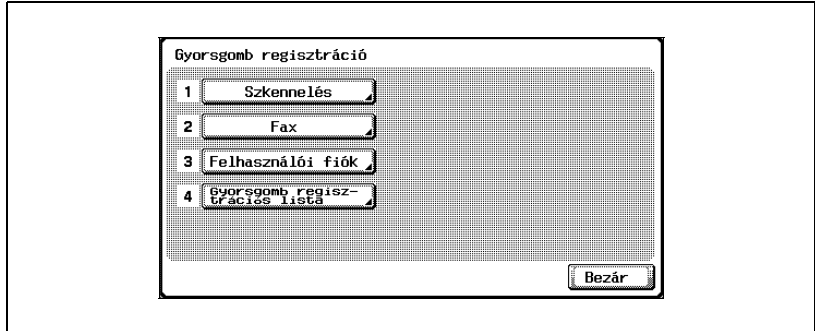 Gyorsgomb regisztráció
1 Szkennelés
2 Fax
3 Felhasználói fiók
4 Gyorsgomb regisz-
trációs lista
Bezár